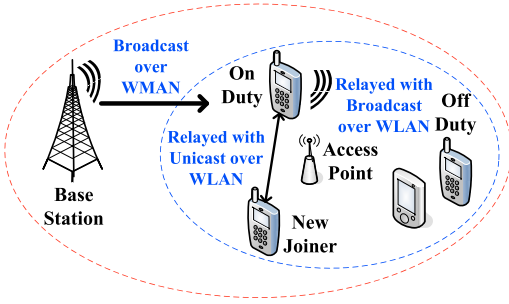 Broadcast
over
WMAN
On
Duty
Relayed with
Broadcast
over WLAN
Off
Duty
Relayed with
Unicast over
WLAN
Access
Point
Base
Station
New
Joiner